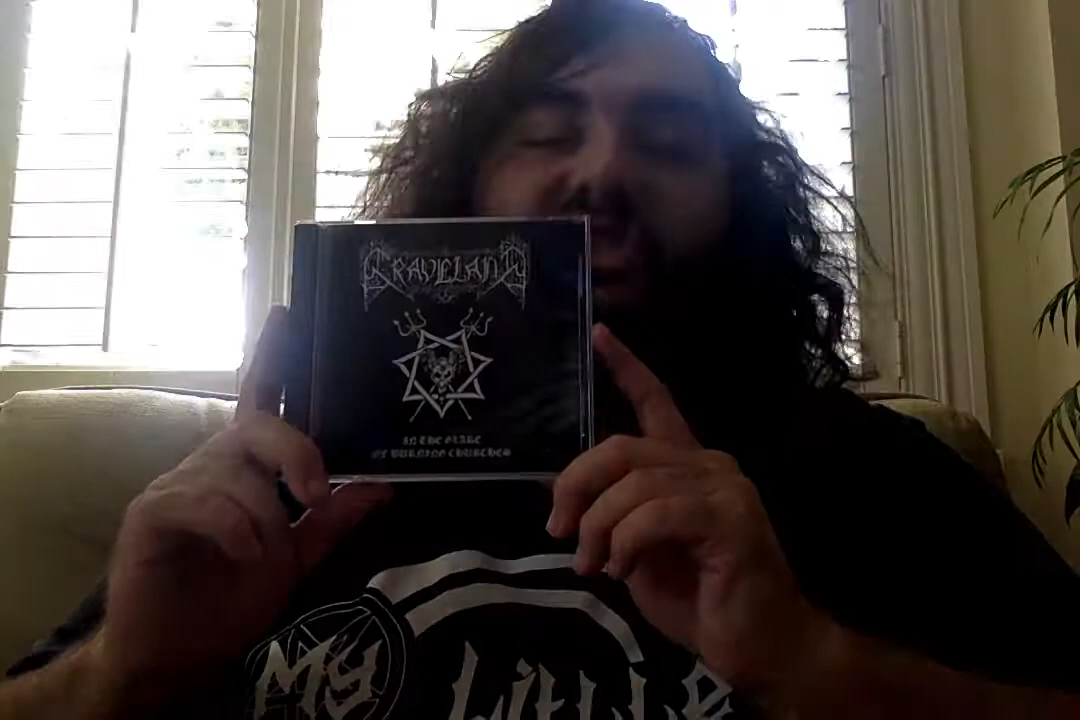 GRAVELAND
IN THE GLARE
OF BURNING CHURCHES
My Little